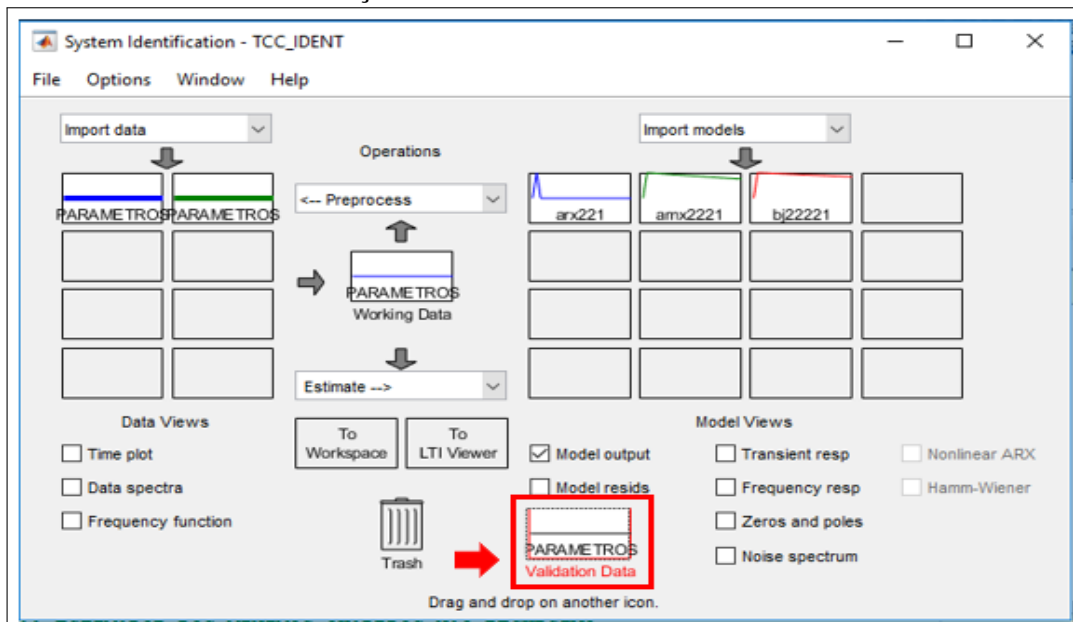 System Identification - TCC_IDENT
File Options Window Help
Import data
Import models
Operations
<-- Preprocess
PARAMETROS
PARAMETROS
arx221
amx2221
bj22221
PARAMETROS
Working Data
Estimate -->
Data Views
Model Views
To Workspace
To LTI Viewer
Time plot
Data spectra
Frequency function
Model output
Model resids
Transient resp
Frequency resp
Zeros and poles
Noise spectrum
Nonlinear ARX
Hamm-Wiener
Trash
PARAMETROS
Validation Data
Drag and drop on another icon.